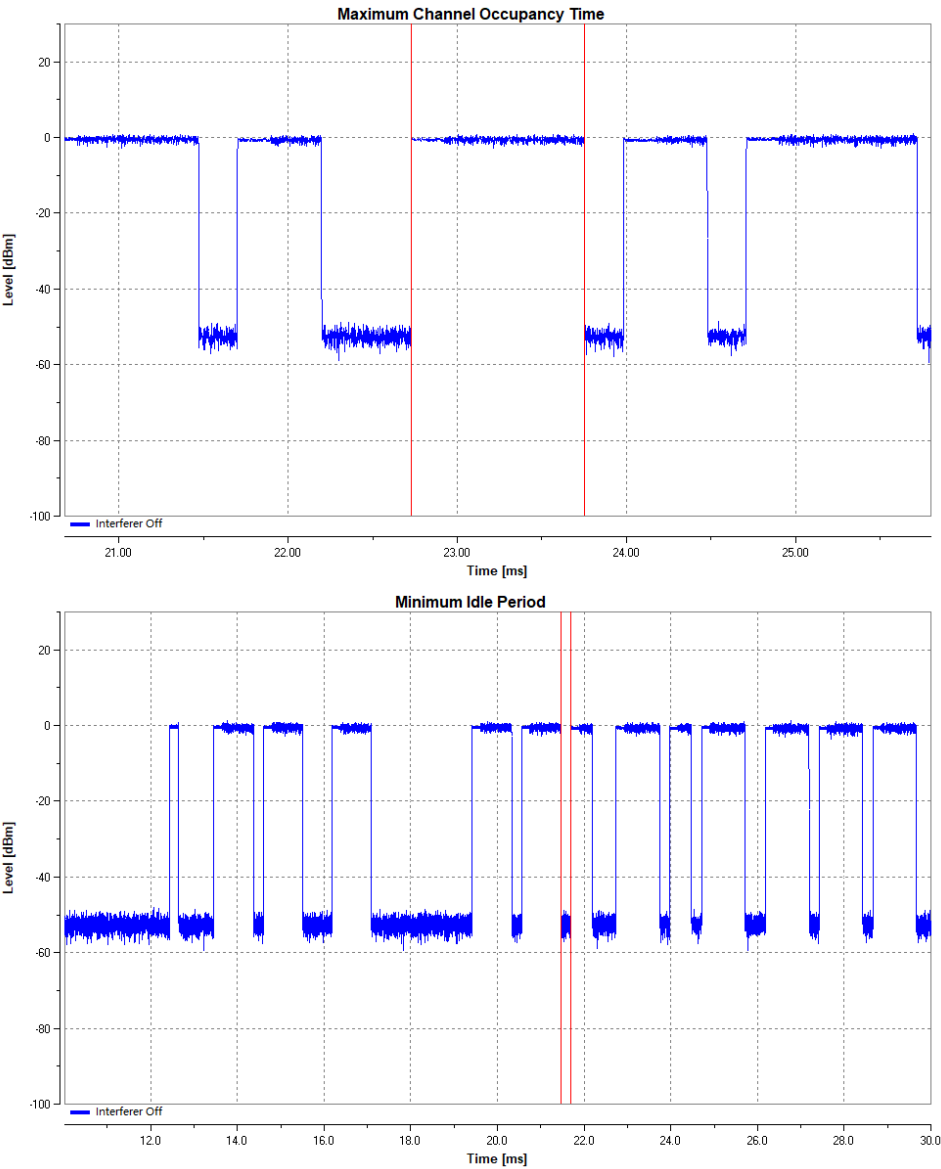 Maximum Channel Occupancy Time
20
0
-20
-40
-60
-80
-100
Level [dBm]
Interferer Off
21.00 22.00 23.00 24.00 25.00
Time [ms]
Minimum Idle Period
20
0
-20
-40
-60
-80
-100
Level [dBm]
Interferer Off
12.0 14.0 16.0 18.0 20.0 22.0 24.0 26.0 28.0 30.0
Time [ms]